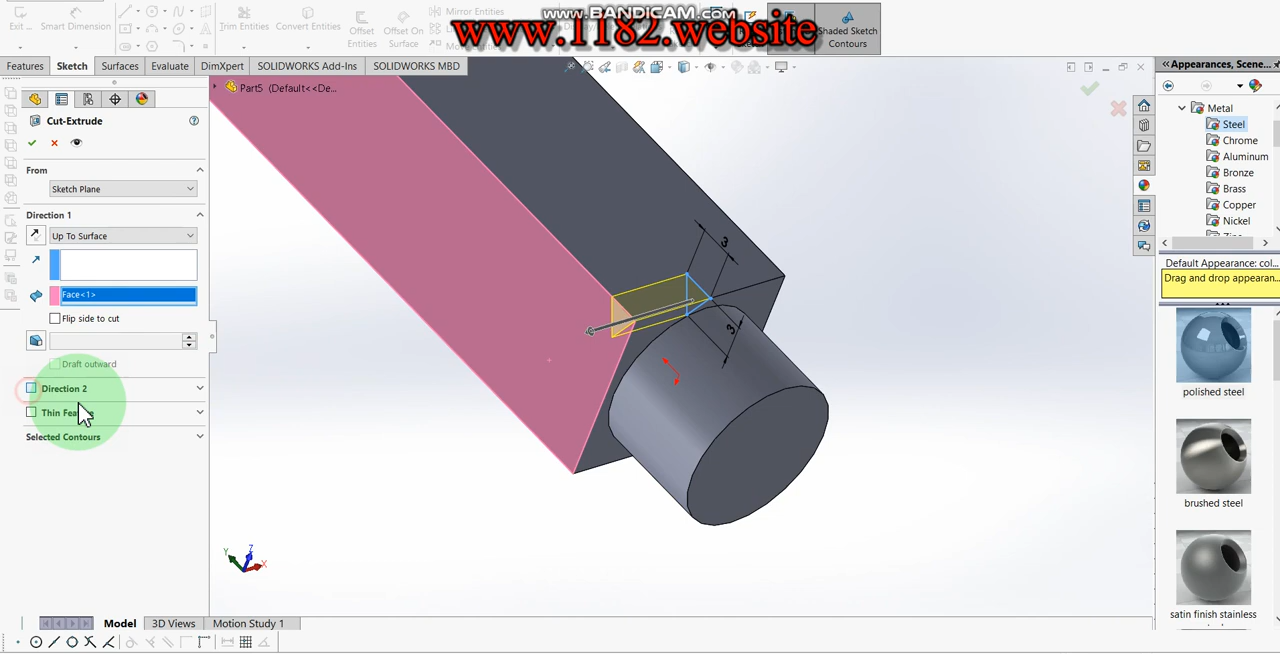 www.BANDICAM.com
www.1182.website
Exit ...
Smart Dimension
Trim Entities
Convert Entities
Offset Entities
Offset On Surface
Mirror Entities
Shaded Sketch Contours
Features
Sketch
Surfaces
Evaluate
DimXpert
SOLIDWORKS Add-Ins
SOLIDWORKS MBD
Part5 (Default<<De...
Cut-Extrude
From
Sketch Plane
Direction 1
Up To Surface
Face<1>
Flip side to cut
Draft outward
Direction 2
Thin Fea
Selected Contours
3
3
Y
Z
X
Model
3D Views
Motion Study 1
Appearances, Scene...
Metal
Steel
Chrome
Aluminum
Bronze
Brass
Copper
Nickel
Default Appearance: col...
Drag and drop appearan...
polished steel
brushed steel
satin finish stainless